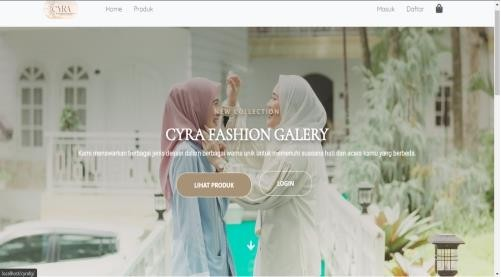 CYRA
Home Produk Masuk Daftar
NEW COLLECTION
CYRA FASHION GALERY
Kami menawarkan berbagai jenis desain dalam berbagai warna unik untuk memenuhi suasana hati dan acara kamu yang berbeda.
LIHAT PRODUK LOGIN